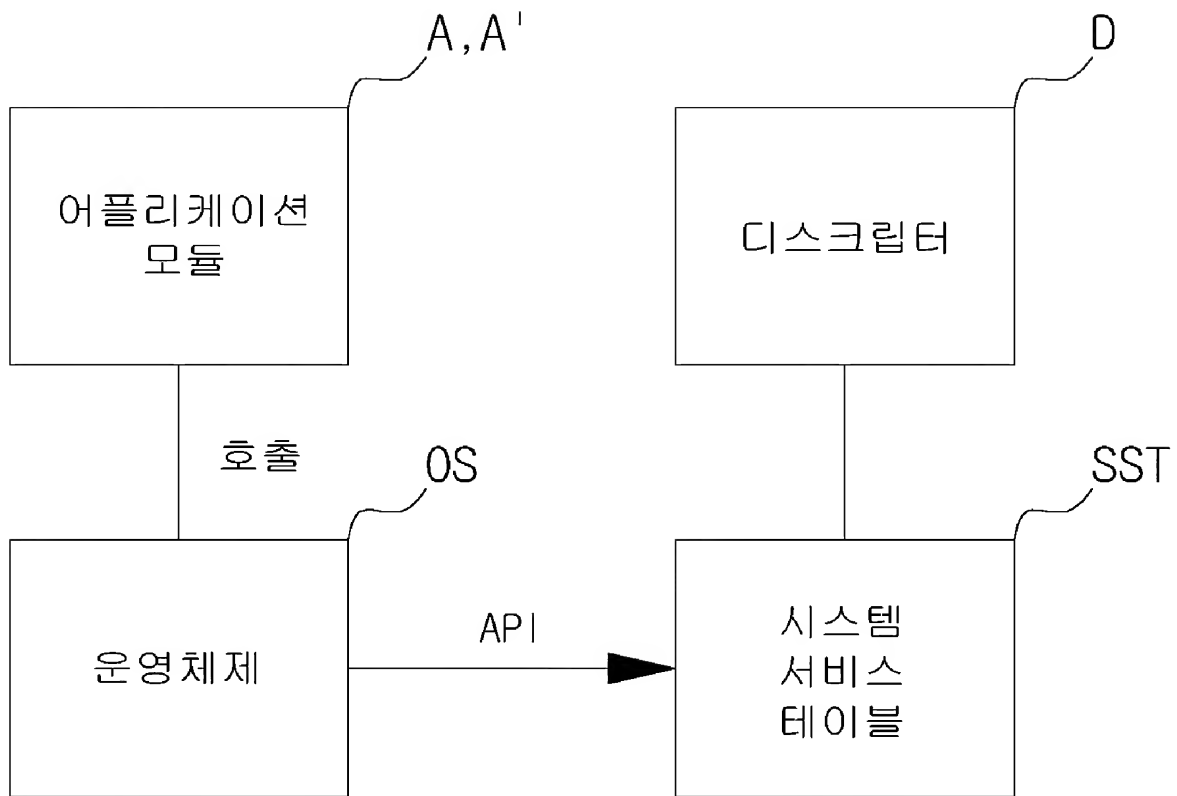 A,A'
D
어플리케이션
모듈
디스크립터
호출
OS
SST
운영체제
API
시스템
서비스
테이블